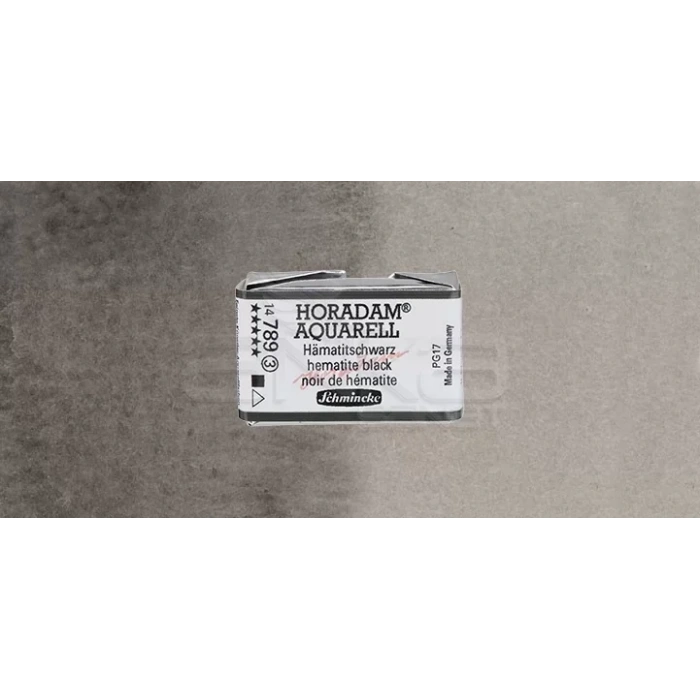 HORADAM®
AQUARELL
Hämatitschwarz
hematite black
noir de hématite
Schmincke
14 789 3
★★★★★
PG17
Made in Germany